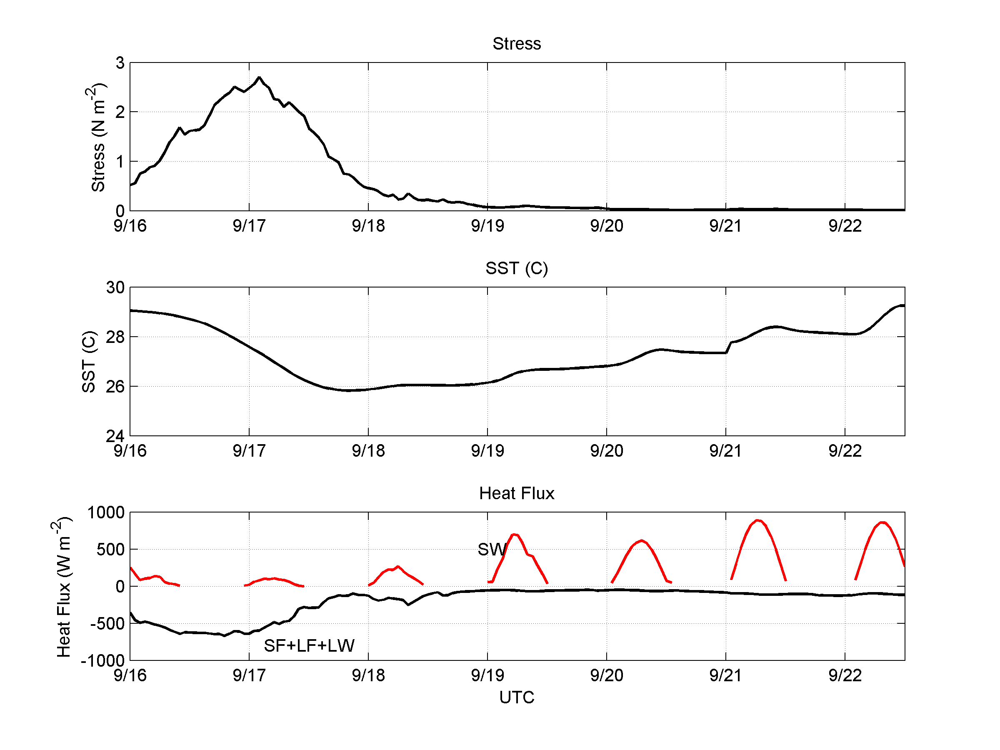 Stress
Stress (N m-2)
3
2
1
0
9/16 9/17 9/18 9/19 9/20 9/21 9/22
SST (C)
SST (C)
30
28
26
24
9/16 9/17 9/18 9/19 9/20 9/21 9/22
Heat Flux
Heat Flux (W m-2)
1000
500
0
-500
-1000
SW
SF+LF+LW
9/16 9/17 9/18 9/19 9/20 9/21 9/22
UTC